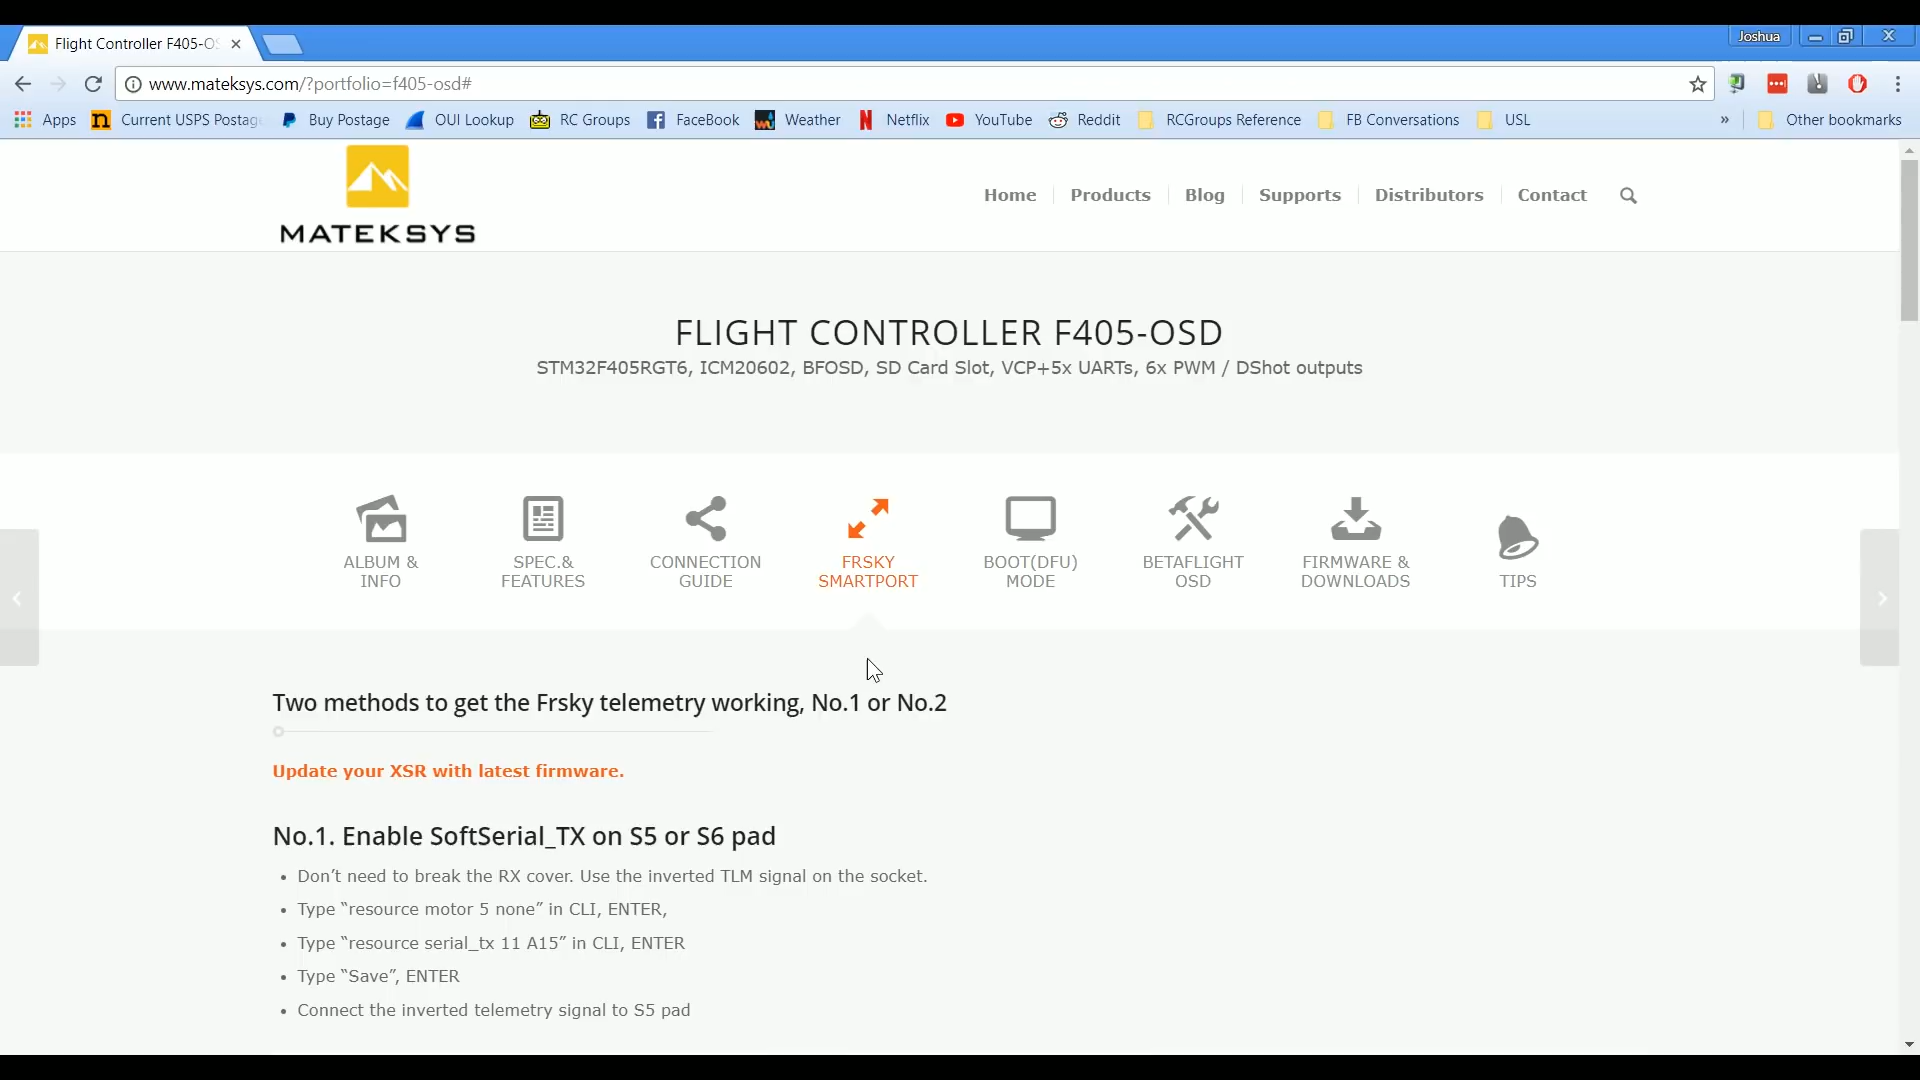 Flight Controller F405-OS
Joshua
www.mateksys.com/?portfolio=f405-osd#
Apps
Current USPS Postag
Buy Postage
OUI Lookup
RC Groups
FaceBook
Weather
Netflix
YouTube
Reddit
RCGroups Reference
FB Conversations
USL
»
Other bookmarks
MATEKSYS
Home
Products
Blog
Supports
Distributors
Contact
FLIGHT CONTROLLER F405-OSD
STM32F405RGT6, ICM20602, BFOSD, SD Card Slot, VCP+5x UARTs, 6x PWM / DShot outputs
ALBUM &
INFO
SPEC.&
FEATURES
CONNECTION
GUIDE
FRSKY
SMARTPORT
BOOT(DFU)
MODE
BETAFLIGHT
OSD
FIRMWARE &
DOWNLOADS
TIPS
Two methods to get the Frsky telemetry working, No.1 or No.2
Update your XSR with latest firmware.
No.1. Enable SoftSerial_TX on S5 or S6 pad
• Don’t need to break the RX cover. Use the inverted TLM signal on the socket.
• Type “resource motor 5 none” in CLI, ENTER,
• Type “resource serial_tx 11 A15” in CLI, ENTER
• Type “Save”, ENTER
• Connect the inverted telemetry signal to S5 pad